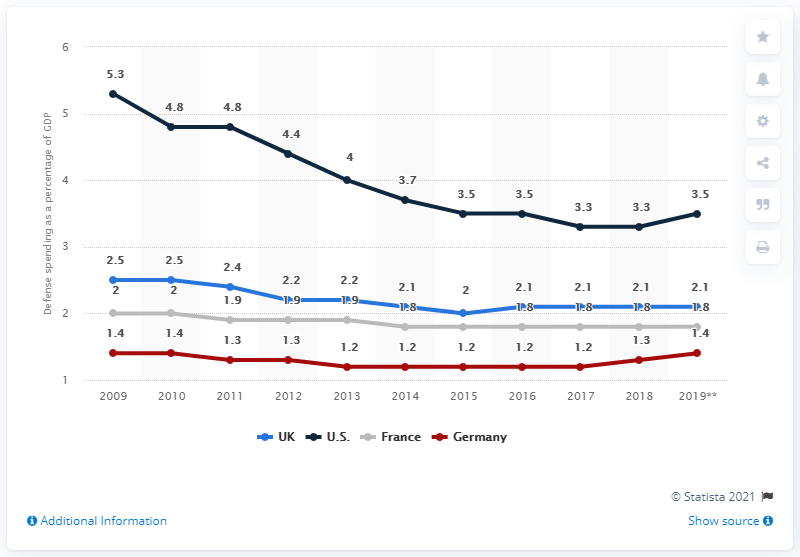 6
5
4
3
2
1
Defense spending as a percentage of GDP
5.3 4.8 4.8 4.4 4 3.7 3.5 3.5 3.3 3.3 3.5
2.5 2.5 2.4 2.2 2.2 2.1 2 2.1 2.1 2.1 2.1
2 2 1.9 1.9 1.9 1.8 1.8 1.8 1.8 1.8
1.4 1.4 1.3 1.3 1.2 1.2 1.2 1.2 1.2 1.3 1.4
2009 2010 2011 2012 2013 2014 2015 2016 2017 2018 2019**
UK U.S. France Germany
© Statista 2021
Additional Information Show source